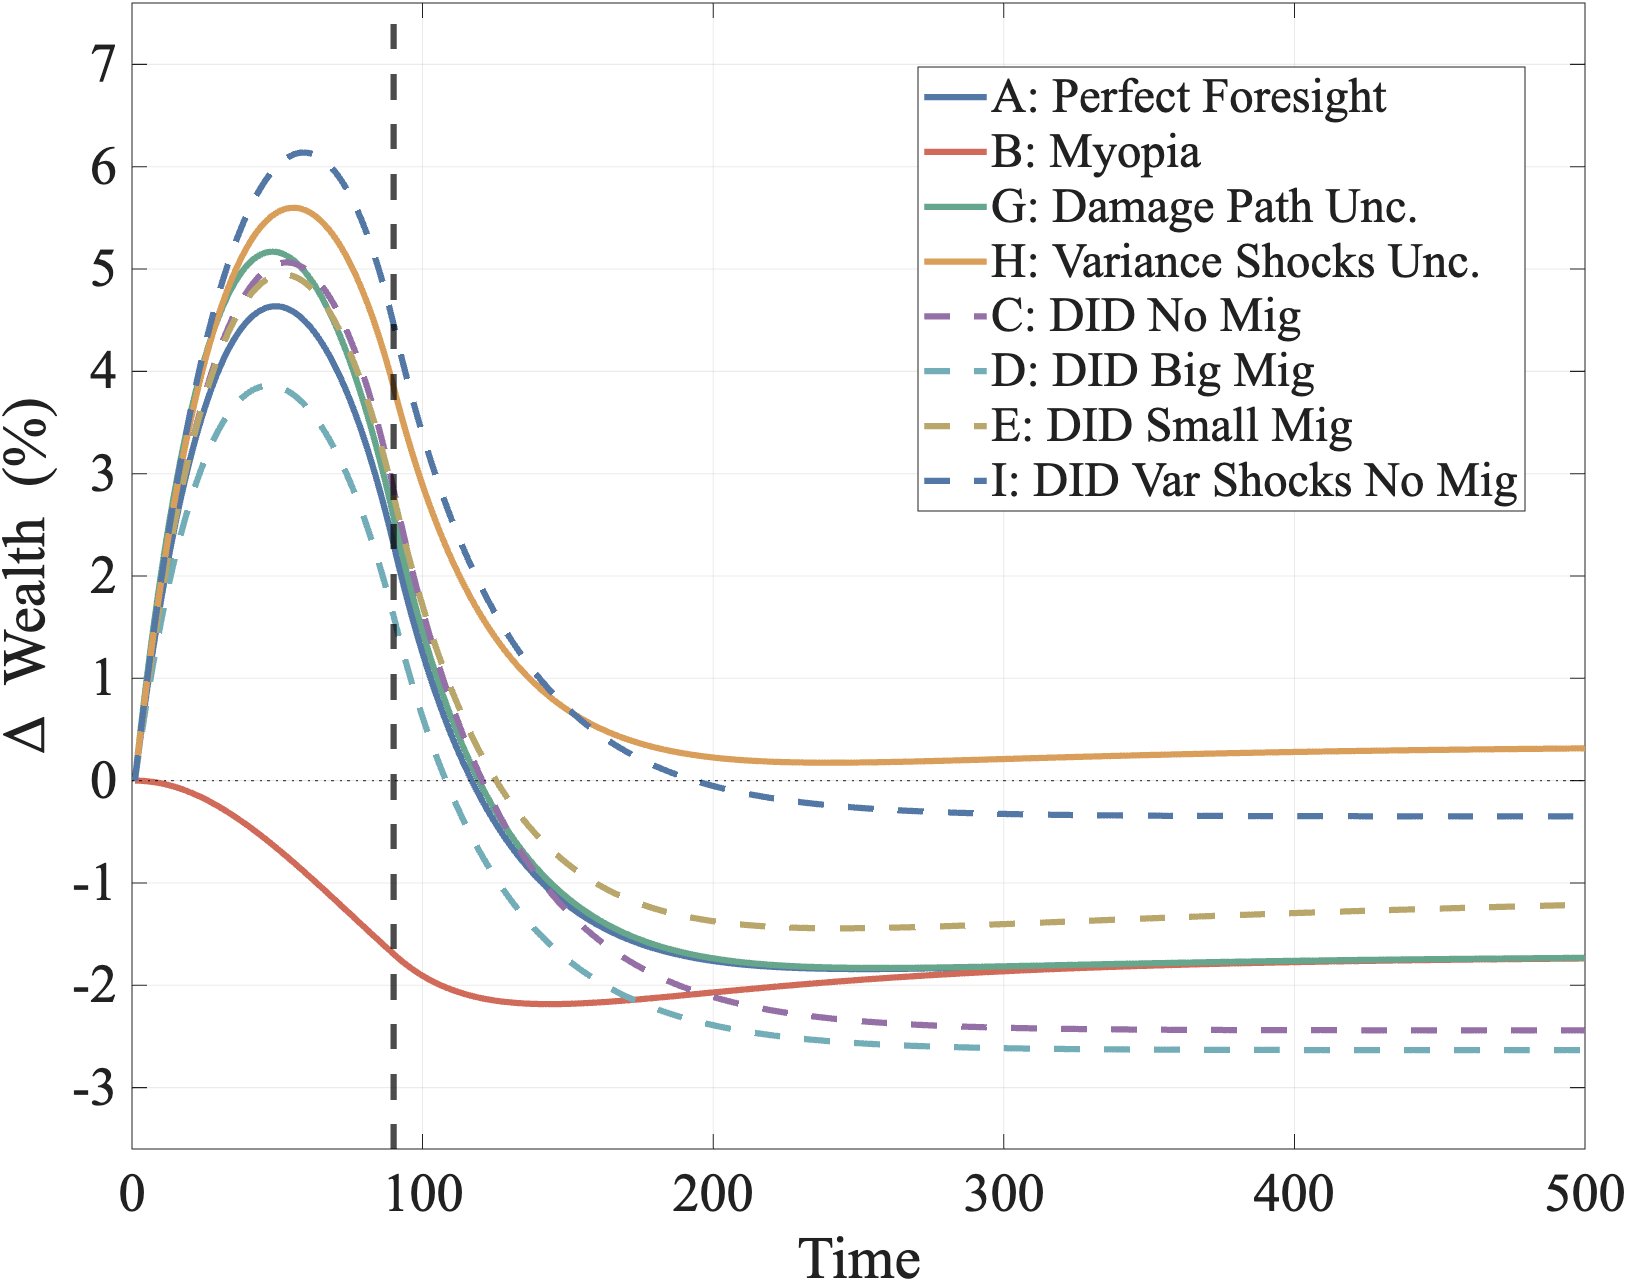 7
6
5
4
3
2
1
0
-1
-2
-3
Δ Wealth (%)
A: Perfect Foresight
B: Myopia
G: Damage Path Unc.
H: Variance Shocks Unc.
C: DID No Mig
D: DID Big Mig
E: DID Small Mig
I: DID Var Shocks No Mig
0 100 200 300 400 500
Time